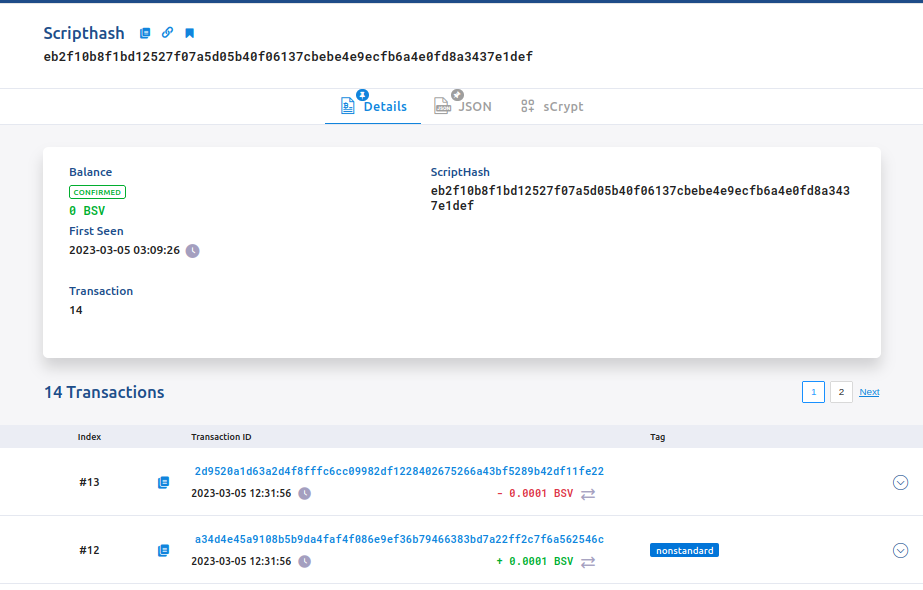 Scripthash
eb2f10b8f1bd12527f07a5d05b40f06137cbebe4e9ecfb6a4e0fd8a3437e1def
Details
JSON
sCrypt
Balance
CONFIRMED
0 BSV
First Seen
2023-03-05 03:09:26
Transaction
14
ScriptHash
eb2f10b8f1bd12527f07a5d05b40f06137cbebe4e9ecfb6a4e0fd8a343
7e1def
14 Transactions
1 2 Next
Index Transaction ID Tag
#13 2d9520a1d63a2d4f8fffc6cc09982df1228402675266a43bf5289b42df11fe22
2023-03-05 12:31:56 - 0.0001 BSV
#12 a34d4e45a9108b5b9da4faf4f086e9ef36b79466383bd7a22ff2c7f6a562546c
2023-03-05 12:31:56 + 0.0001 BSV nonstandard